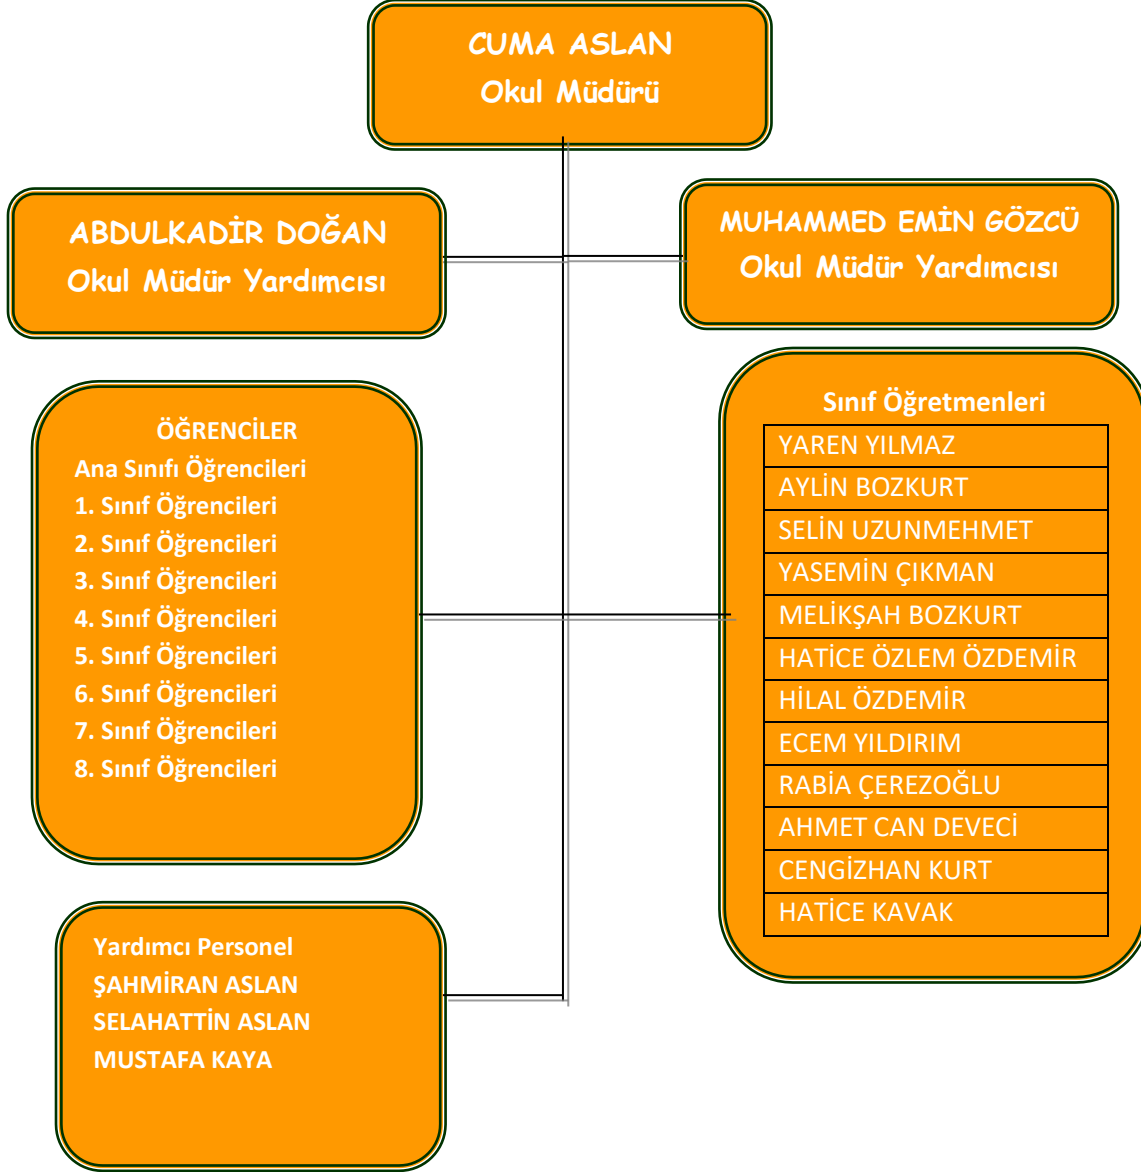 CUMA ASLAN
Okul Müdürü
ABDULKADİR DOĞAN
Okul Müdür Yardımcısı
MUHAMMED EMİN GÖZCÜ
Okul Müdür Yardımcısı
ÖĞRENCİLER
Ana Sınıfı Öğrencileri
1. Sınıf Öğrencileri
2. Sınıf Öğrencileri
3. Sınıf Öğrencileri
4. Sınıf Öğrencileri
5. Sınıf Öğrencileri
6. Sınıf Öğrencileri
7. Sınıf Öğrencileri
8. Sınıf Öğrencileri
Sınıf Öğretmenleri
YAREN YILMAZ
AYLİN BOZKURT
SELİN UZUNMEHMET
YASEMİN ÇIKMAN
MELİKŞAH BOZKURT
HATİCE ÖZLEM ÖZDEMİR
HİLAL ÖZDEMİR
ECEM YILDIRIM
RABİA ÇEREZOĞLU
AHMET CAN DEVECİ
CENGİZHAN KURT
HATİCE KAVAK
Yardımcı Personel
ŞAHMİRAN ASLAN
SELAHATTİN ASLAN
MUSTAFA KAYA